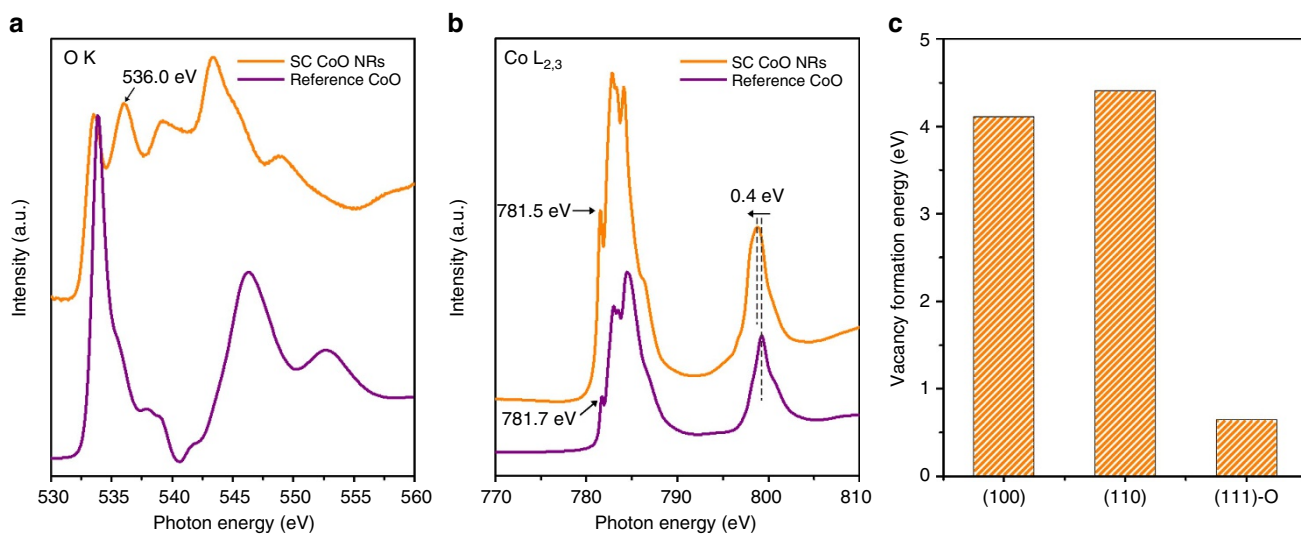 a
O K
536.0 eV
SC CoO NRs
Reference CoO
Intensity (a.u.)
530 535 540 545 550 555 560
Photon energy (eV)
b
Co L2,3
SC CoO NRs
Reference CoO
781.5 eV
0.4 eV
781.7 eV
Intensity (a.u.)
770 780 790 800 810
Photon energy (eV)
c
5
4
3
2
1
0
Vacancy formation energy (eV)
(100) (110) (111)-O